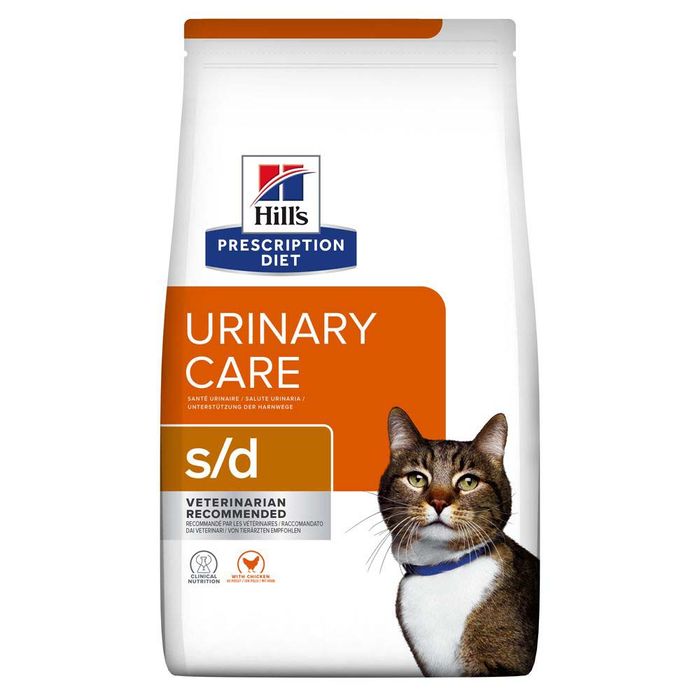 Hill's
PRESCRIPTION
DIET
URINARY
CARE
SANTÉ URINAIRE / SALUTE URINARIA /
UNTERSTÜTZUNG DER HARNWEGE
s/d
VETERINARIAN
RECOMMENDED
RECOMMANDÉ PAR LES VÉTÉRINAIRES / RACCOMANDATO
DAI VETERINARI / VON TIERÄRZTEN EMPFOHLEN
CLINICAL
NUTRITION
WITH CHICKEN